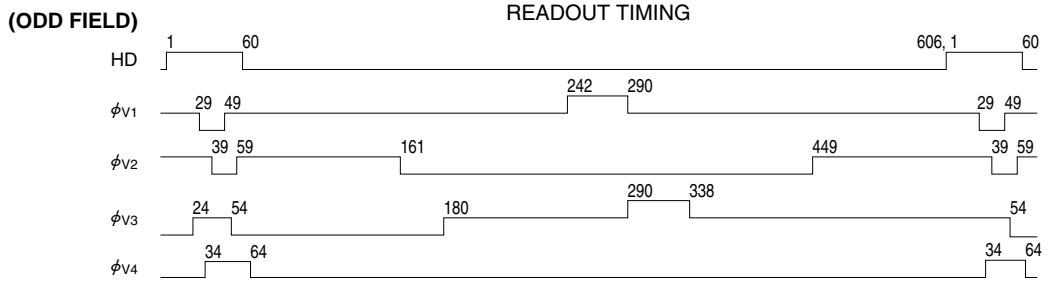 READOUT TIMING
(ODD FIELD)
HD 1 60 606, 1 60
ϕV1 29 49 242 290 29 49
ϕV2 39 59 161 449 39 59
ϕV3 24 54 180 290 338 54
ϕV4 34 64 34 64